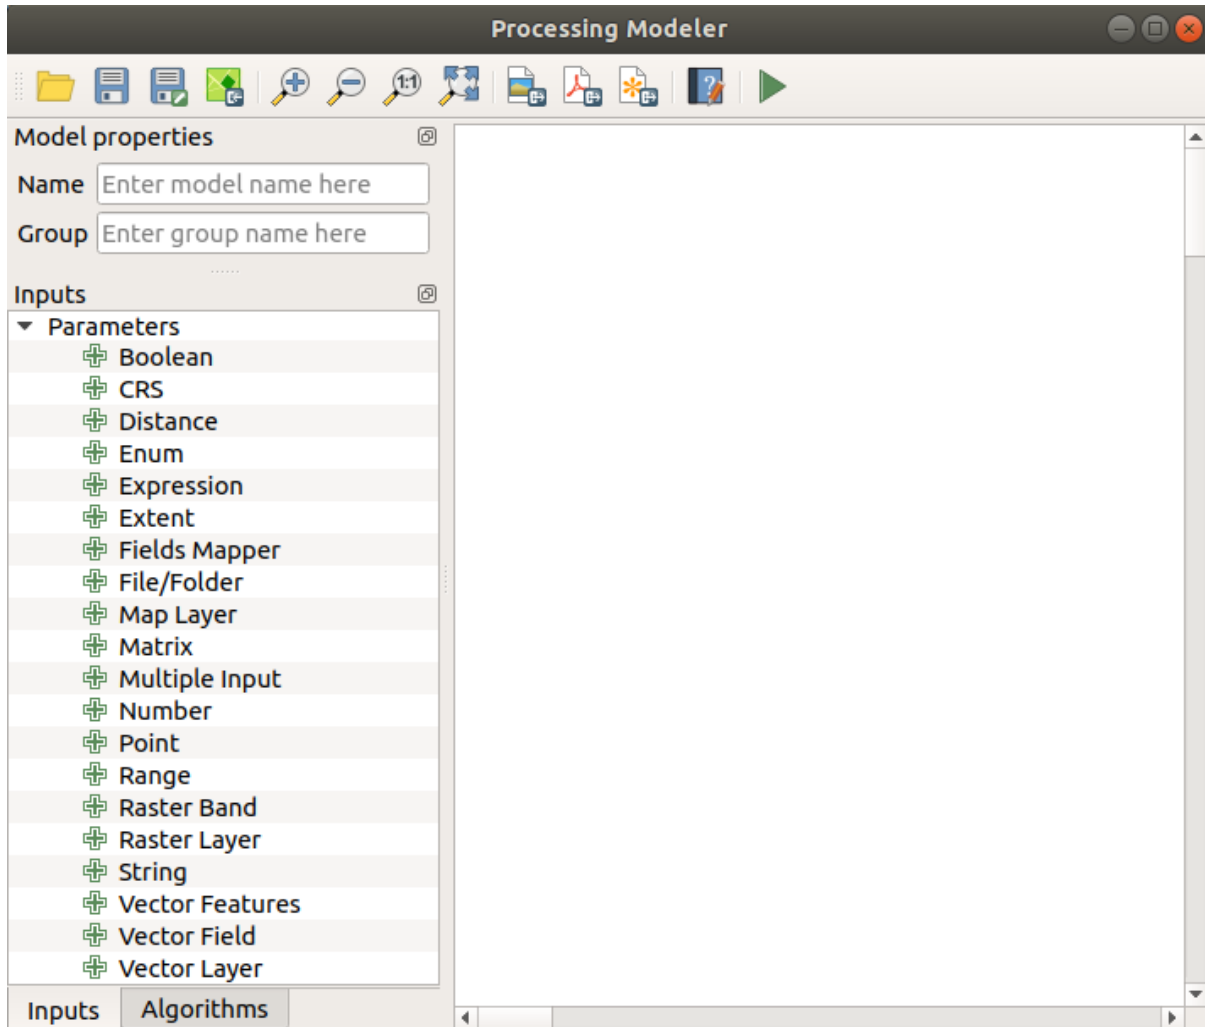 Processing Modeler
1:1
Model properties
Name Enter model name here
Group Enter group name here
Inputs
Parameters
Boolean
CRS
Distance
Enum
Expression
Extent
Fields Mapper
File/Folder
Map Layer
Matrix
Multiple Input
Number
Point
Range
Raster Band
Raster Layer
String
Vector Features
Vector Field
Vector Layer
Inputs Algorithms